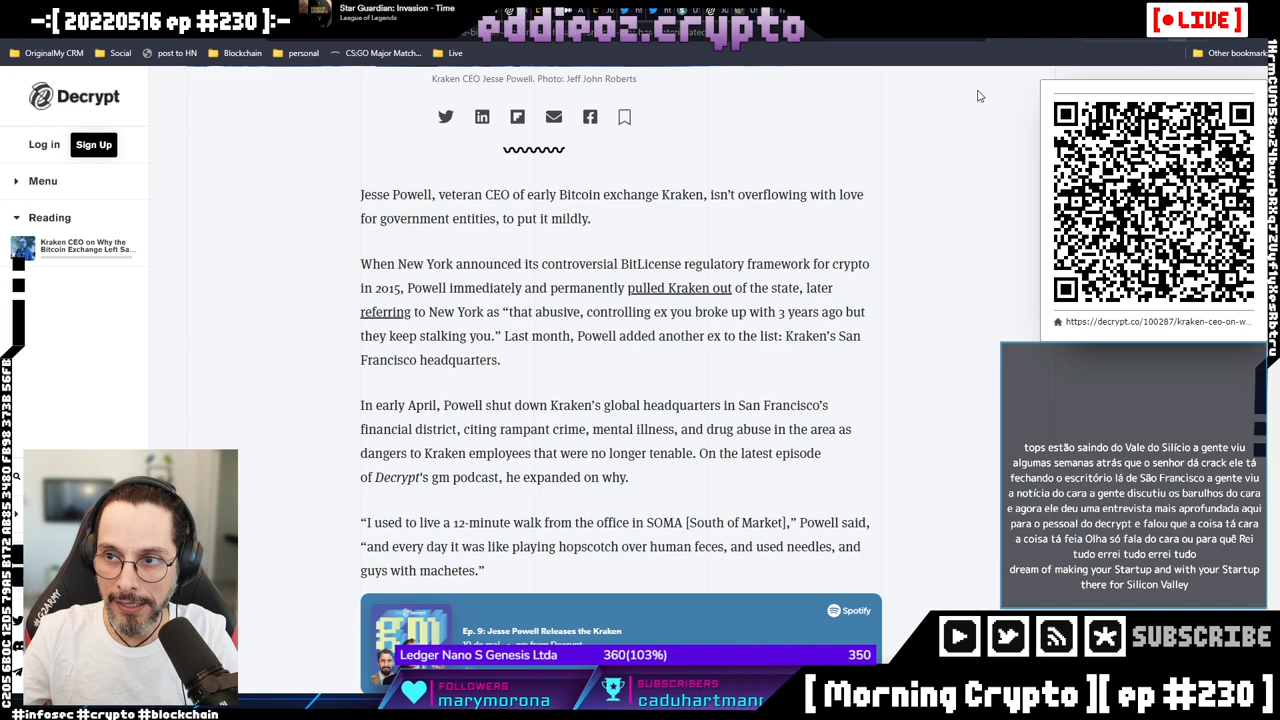 -:[ 20220516 ep #230]:-
Star Guardian: Invasion - Time
League of Legends
eddieoz.crypto
[ • LIVE ]
OriginalMy CRM
Social
post to HN
Blockchain
personal
CS:GO Major Match...
Live
Other bookmark
Decrypt
Log in
Sign Up
Menu
Reading
Kraken CEO on Why the
Bitcoin Exchange Left Sa...
Kraken CEO Jesse Powell. Photo: Jeff John Roberts
Jesse Powell, veteran CEO of early Bitcoin exchange Kraken, isn't overflowing with love
for government entities, to put it mildly.
When New York announced its controversial BitLicense regulatory framework for crypto
in 2015, Powell immediately and permanently pulled Kraken out of the state, later
referring to New York as “that abusive, controlling ex you broke up with 3 years ago but
they keep stalking you.” Last month, Powell added another ex to the list: Kraken's San
Francisco headquarters.
In early April, Powell shut down Kraken's global headquarters in San Francisco's
financial district, citing rampant crime, mental illness, and drug abuse in the area as
dangers to Kraken employees that were no longer tenable. On the latest episode
of Decrypt's gm podcast, he expanded on why.
“I used to live a 12-minute walk from the office in SOMA [South of Market],” Powell said,
“and every day it was like playing hopscotch over human feces, and used needles, and
guys with machetes.”
Spotify
Decrypt
gm
Ep. 9: Jesse Powell Releases the Kraken
https://decrypt.co/100287/kraken-ceo-on-w...
tops estão saindo do Vale do Silício a gente viu
algumas semanas atrás que o senhor dá crack ele tá
fechando o escritório lá de São Francisco a gente viu
a notícia do cara a gente discutiu os barulhos do cara
e agora ele deu uma entrevista mais aprofundada aqui
para o pessoal do decrypt e falou que a coisa tá cara
a coisa tá feia Olha só fala do cara ou para quê Rei
tudo errei tudo errei tudo
dream of making your Startup and with your Startup
there for Silicon Valley
Ledger Nano S Genesis Ltda
360(103%)
350
FOLLOWERS
marymorona
SUBSCRIBERS
caduhartmann
SUBSCRIBE
[ Morning Crypto ][ ep #230 ]
#infosec #crypto #blockchain